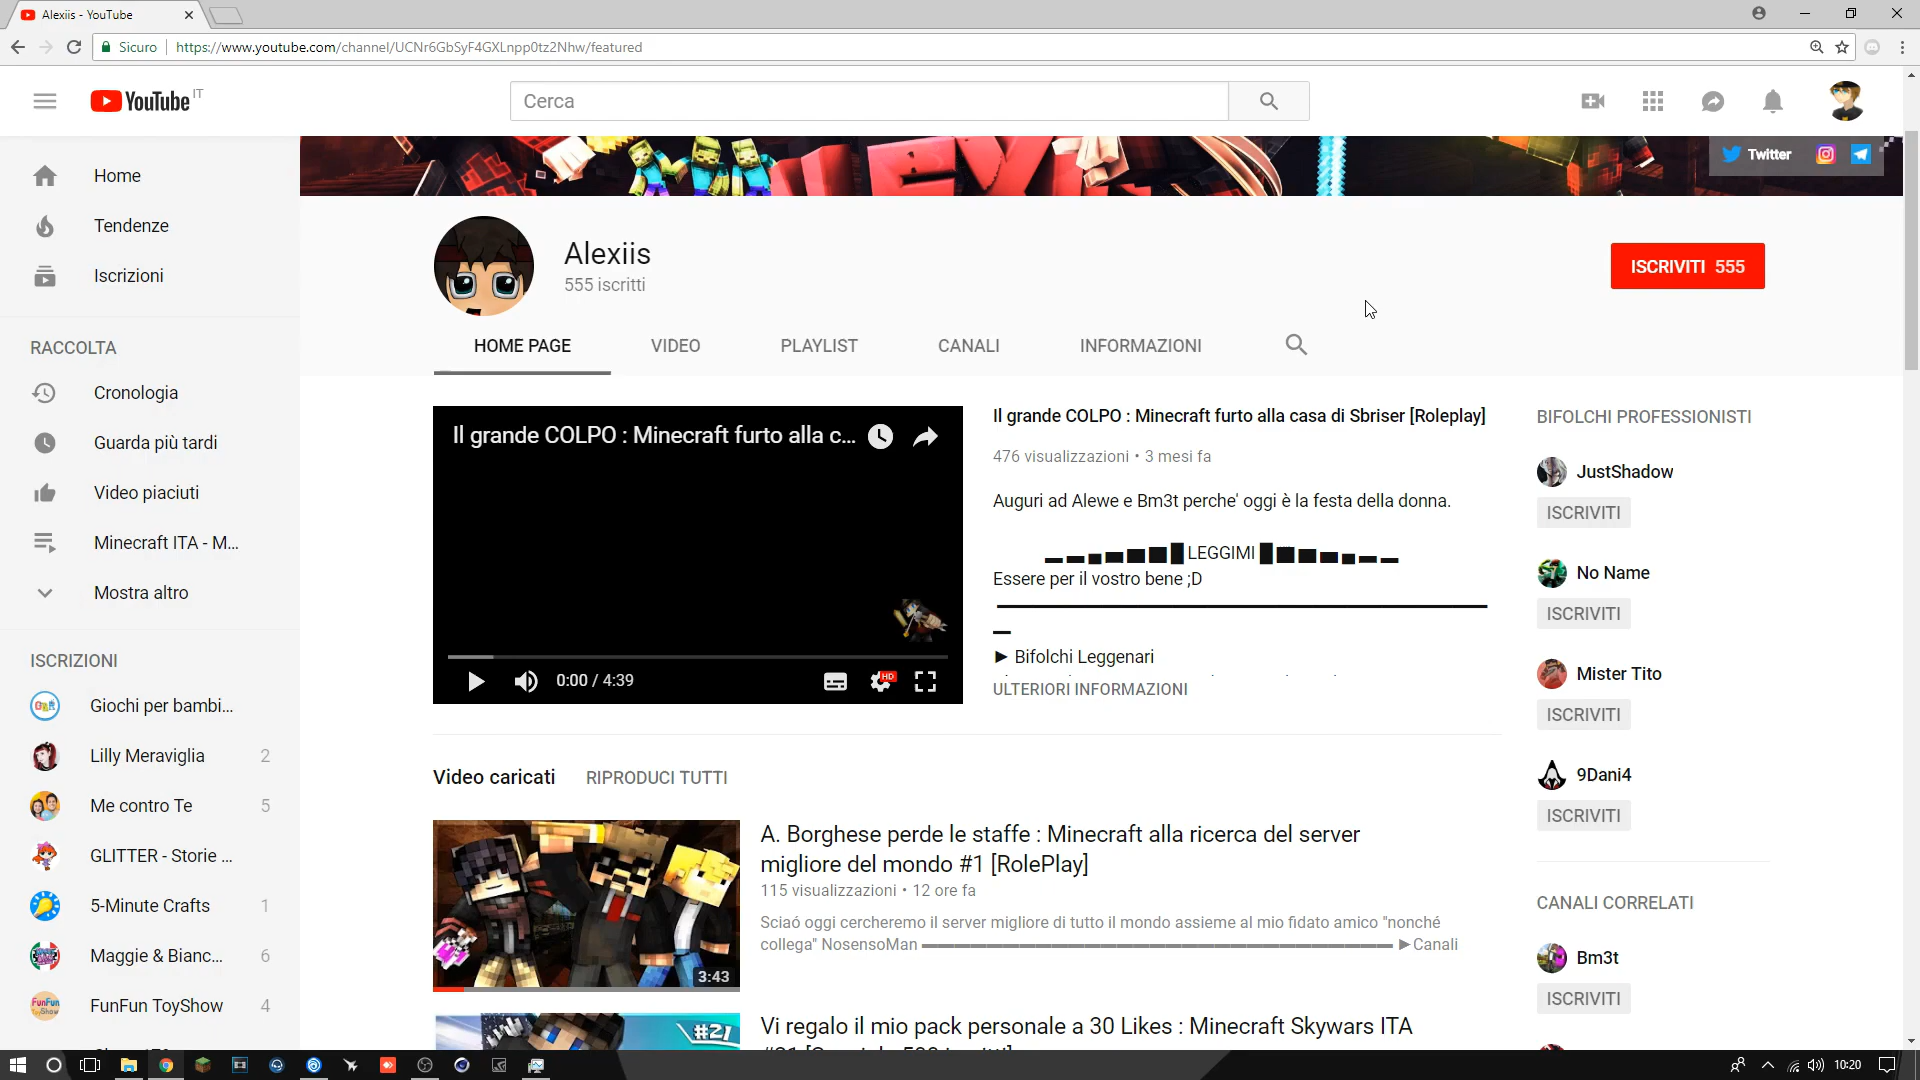 Alexiis - YouTube
Sicuro https://www.youtube.com/channel/UCNr6GbSyF4GXLnpp0tz2Nhw/featured
YouTube IT
Cerca
Twitter
Home
Tendenze
Iscrizioni
RACCOLTA
Cronologia
Guarda più tardi
Video piaciuti
Minecraft ITA - M...
Mostra altro
ISCRIZIONI
Giochi per bambi...
Lilly Meraviglia 2
Me contro Te 5
GLITTER - Storie ...
5-Minute Crafts 1
Maggie & Bianc... 6
FunFun ToyShow 4
Alexiis
555 iscritti
ISCRIVITI 555
HOME PAGE
VIDEO
PLAYLIST
CANALI
INFORMAZIONI
Il grande COLPO : Minecraft furto alla c...
0:00 / 4:39
HD
Il grande COLPO : Minecraft furto alla casa di Sbriser [Roleplay]
476 visualizzazioni • 3 mesi fa
Auguri ad Alewe e Bm3t perche' oggi è la festa della donna.
LEGGIMI
Essere per il vostro bene ;D
► Bifolchi Leggenari
ULTERIORI INFORMAZIONI
Video caricati RIPRODUCI TUTTI
3:43
A. Borghese perde le staffe : Minecraft alla ricerca del server
migliore del mondo #1 [RolePlay]
115 visualizzazioni • 12 ore fa
Sciaó oggi cercheremo il server migliore di tutto il mondo assieme al mio fidato amico "nonché
collega" NosensoMan ▬▬▬▬▬▬▬▬▬▬ ►Canali
#21
Vi regalo il mio pack personale a 30 Likes : Minecraft Skywars ITA
BIFOLCHI PROFESSIONISTI
JustShadow
ISCRIVITI
No Name
ISCRIVITI
Mister Tito
ISCRIVITI
9Dani4
ISCRIVITI
CANALI CORRELATI
Bm3t
ISCRIVITI
10:20